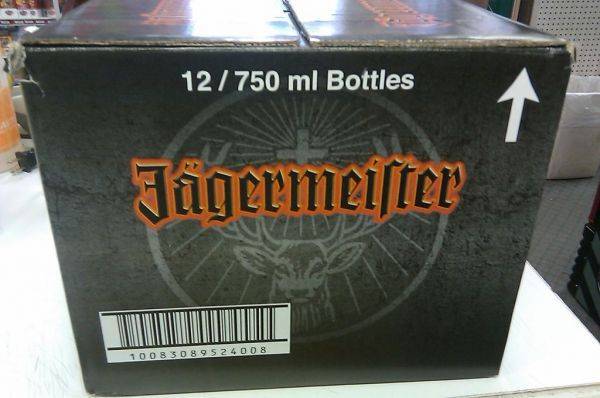 12 / 750 ml Bottles
Jägermeiſter
10083089524008